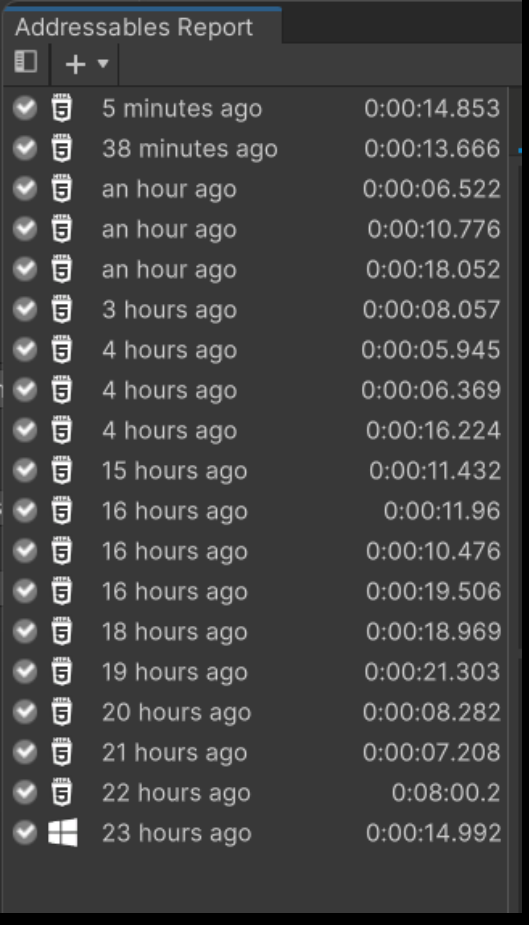 Addressables Report
5 minutes ago 0:00:14.853
38 minutes ago 0:00:13.666
an hour ago 0:00:06.522
an hour ago 0:00:10.776
an hour ago 0:00:18.052
3 hours ago 0:00:08.057
4 hours ago 0:00:05.945
4 hours ago 0:00:06.369
4 hours ago 0:00:16.224
15 hours ago 0:00:11.432
16 hours ago 0:00:11.96
16 hours ago 0:00:10.476
16 hours ago 0:00:19.506
18 hours ago 0:00:18.969
19 hours ago 0:00:21.303
20 hours ago 0:00:08.282
21 hours ago 0:00:07.208
22 hours ago 0:08:00.2
23 hours ago 0:00:14.992